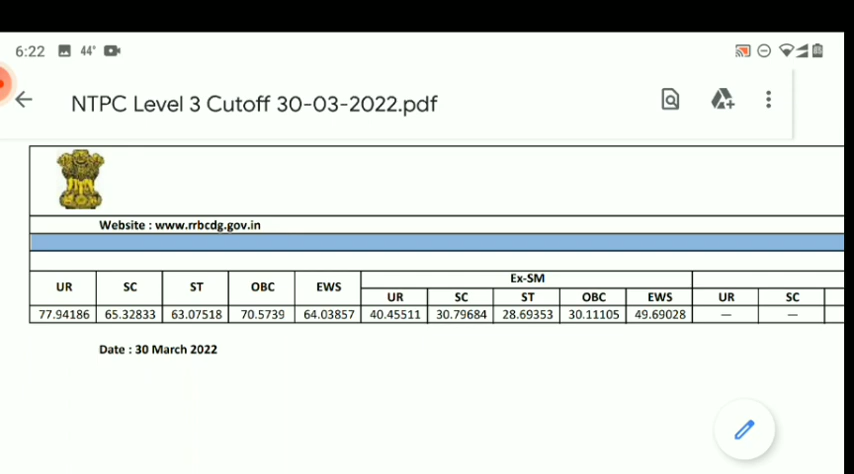 6:22 44°
NTPC Level 3 Cutoff 30-03-2022.pdf
Website : www.rrbcdg.gov.in
UR SC ST OBC EWS Ex-SM
UR SC ST OBC EWS UR SC
77.94186 65.32833 63.07518 70.5739 64.03857 40.45511 30.79684 28.69353 30.11105 49.69028 — —
Date : 30 March 2022